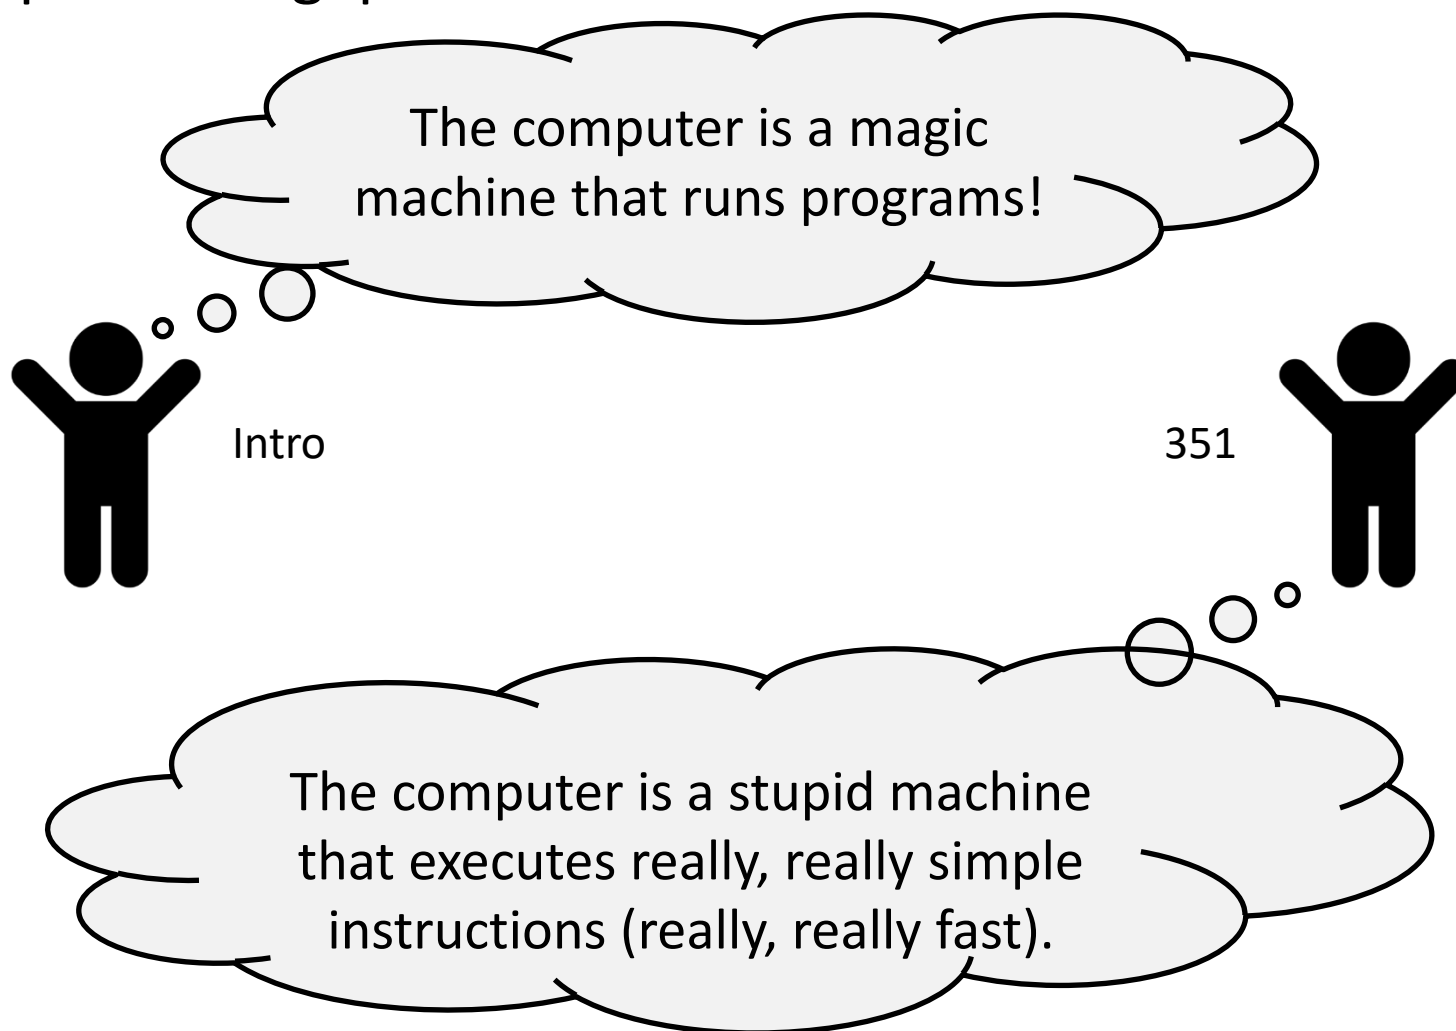 The computer is a magic
machine that runs programs!
Intro
351
The computer is a stupid machine
that executes really, really simple
instructions (really, really fast).